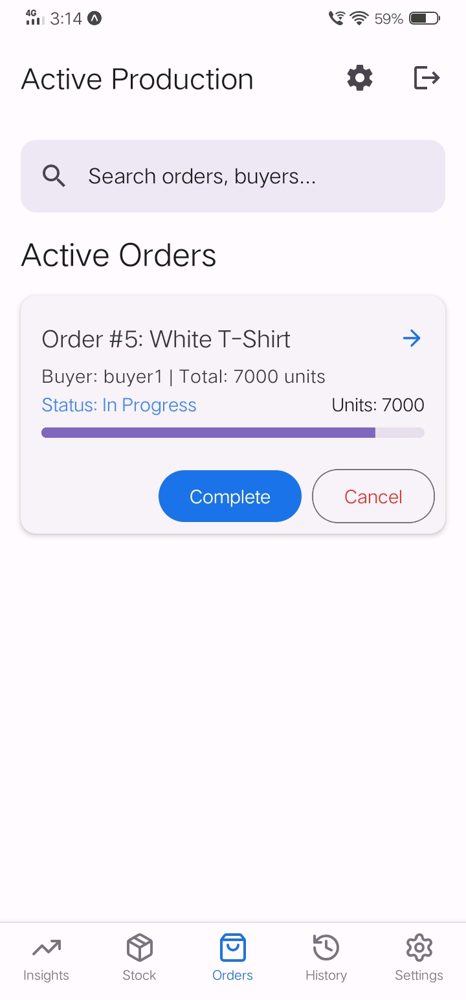 4G 3:14 59%
Active Production
Search orders, buyers...
Active Orders
Order #5: White T-Shirt
Buyer: buyer1 | Total: 7000 units
Status: In Progress Units: 7000
Complete Cancel
Insights Stock Orders History Settings